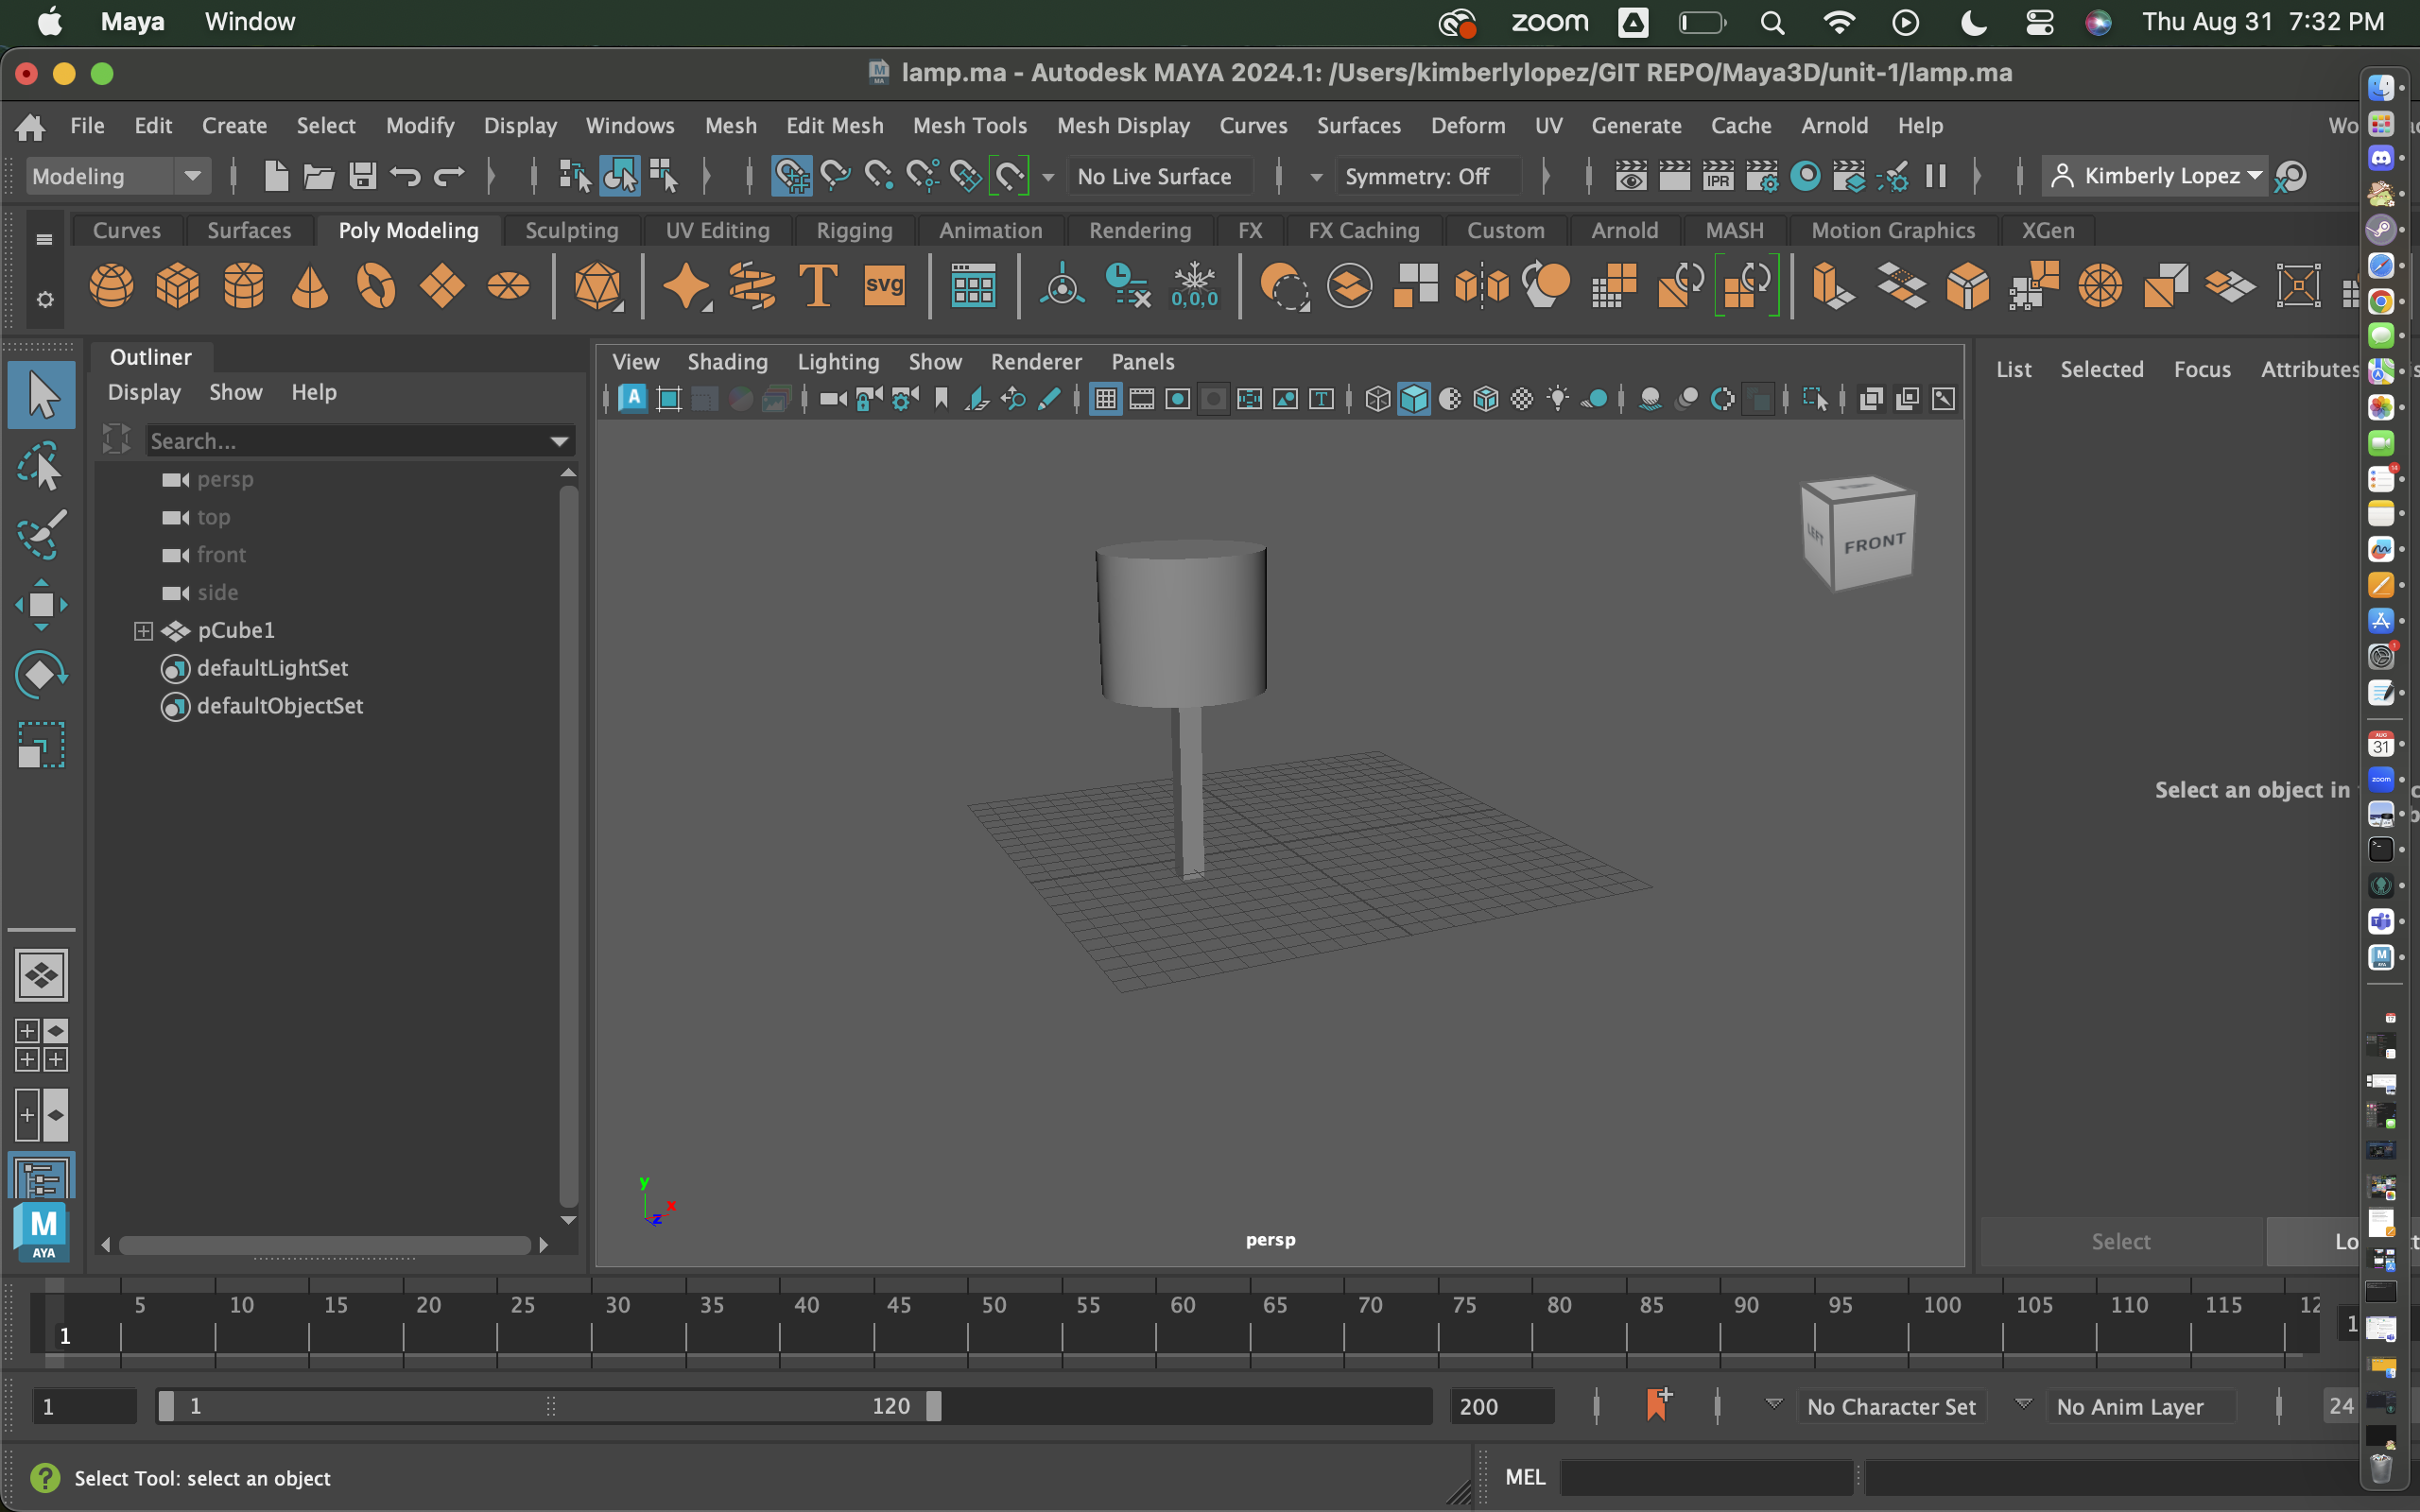 Maya Window zoom Thu Aug 31 7:32 PM
lamp.ma - Autodesk MAYA 2024.1: /Users/kimberlylopez/GIT REPO/Maya3D/unit-1/lamp.ma
File Edit Create Select Modify Display Windows Mesh Edit Mesh Mesh Tools Mesh Display Curves Surfaces Deform UV Generate Cache Arnold Help Wo
Modeling No Live Surface Symmetry: Off IPR Kimberly Lopez
Curves Surfaces Poly Modeling Sculpting UV Editing Rigging Animation Rendering FX FX Caching Custom Arnold MASH Motion Graphics XGen
T svg 0,0,0
Outliner
Display Show Help
Search...
persp
top
front
side
pCube1
defaultLightSet
defaultObjectSet
View Shading Lighting Show Renderer Panels
A T
LEFT FRONT
y
x
z
persp
List Selected Focus Attributes
Select an object in
Select Lo
M
AYA
5 10 15 20 25 30 35 40 45 50 55 60 65 70 75 80 85 90 95 100 105 110 115 12
1 1
1 1 120 200 No Character Set No Anim Layer 24
Select Tool: select an object MEL
AUG
31
zoom